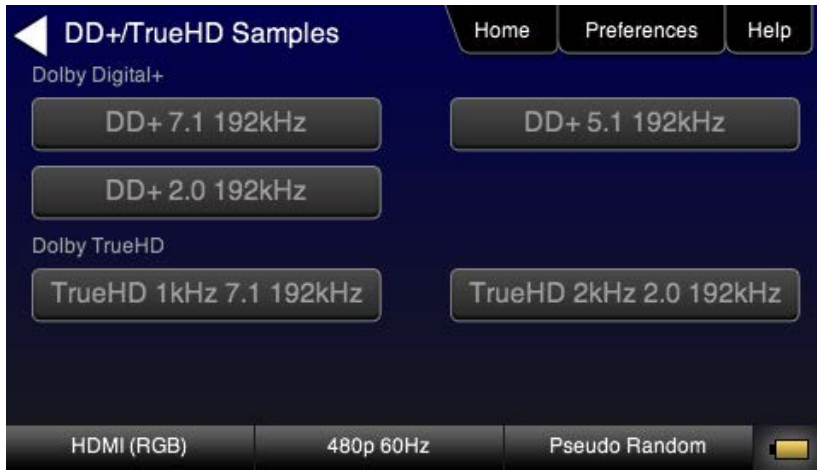 DD+/TrueHD Samples
Home
Preferences
Help
Dolby Digital+
DD+ 7.1 192kHz
DD+ 5.1 192kHz
DD+ 2.0 192kHz
Dolby TrueHD
TrueHD 1kHz 7.1 192kHz
TrueHD 2kHz 2.0 192kHz
HDMI (RGB)
480p 60Hz
Pseudo Random